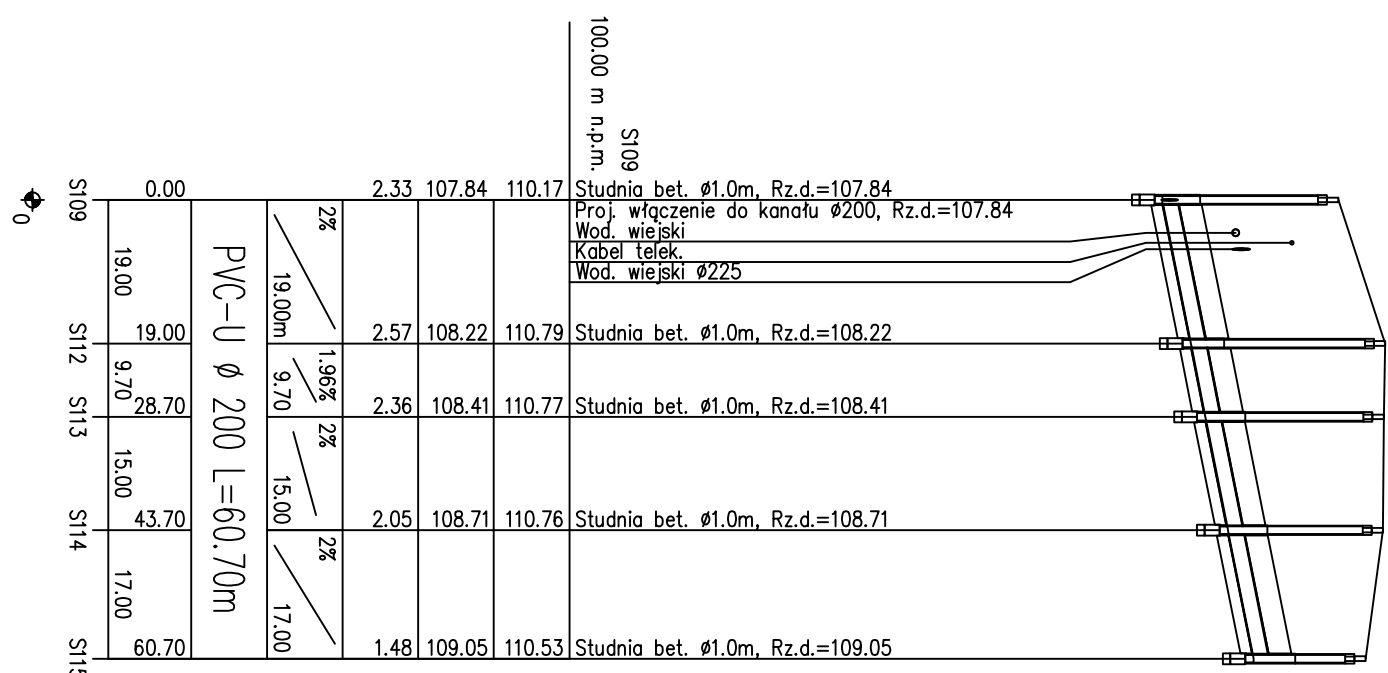 100.00 m n.p.m.
S109
S109
0.00
2.33
107.84
110.17
Studnia bet. ø1.0m, Rz.d.=107.84
Proj. włączenie do kanału ø200, Rz.d.=107.84
Wod. wiejski
Kabel telek.
Wod. wiejski ø225
0
19.00
2%
19.00m
S112
19.00
2.57
108.22
110.79
Studnia bet. ø1.0m, Rz.d.=108.22
9.70
1.96%
9.70
S113
28.70
2.36
108.41
110.77
Studnia bet. ø1.0m, Rz.d.=108.41
15.00
2%
15.00
S114
43.70
2.05
108.71
110.76
Studnia bet. ø1.0m, Rz.d.=108.71
17.00
2%
17.00
S115
60.70
1.48
109.05
110.53
Studnia bet. ø1.0m, Rz.d.=109.05
PVC-U ø 200 L=60.70m